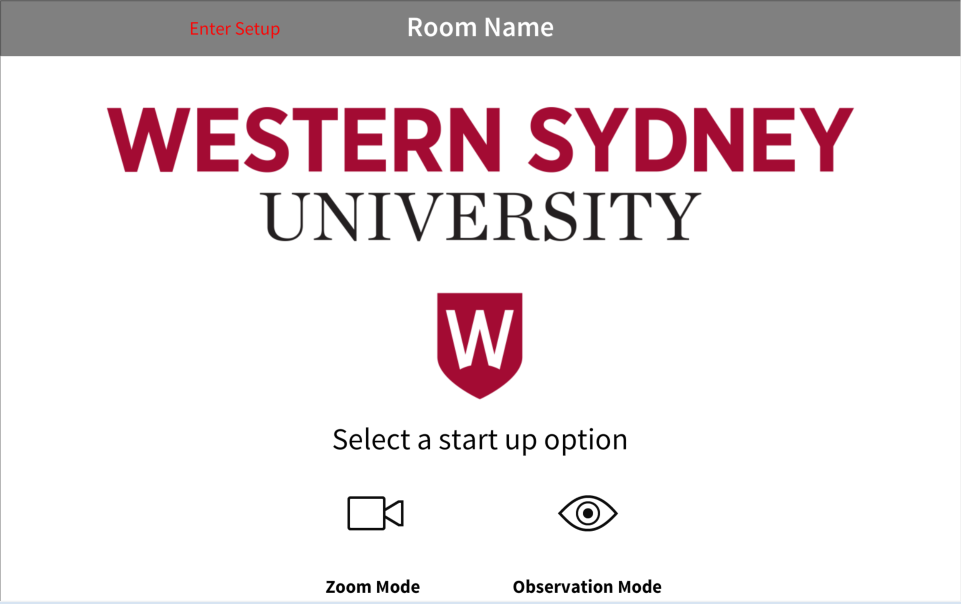 Enter Setup
Room Name
WESTERN SYDNEY
UNIVERSITY
W
Select a start up option
Zoom Mode
Observation Mode